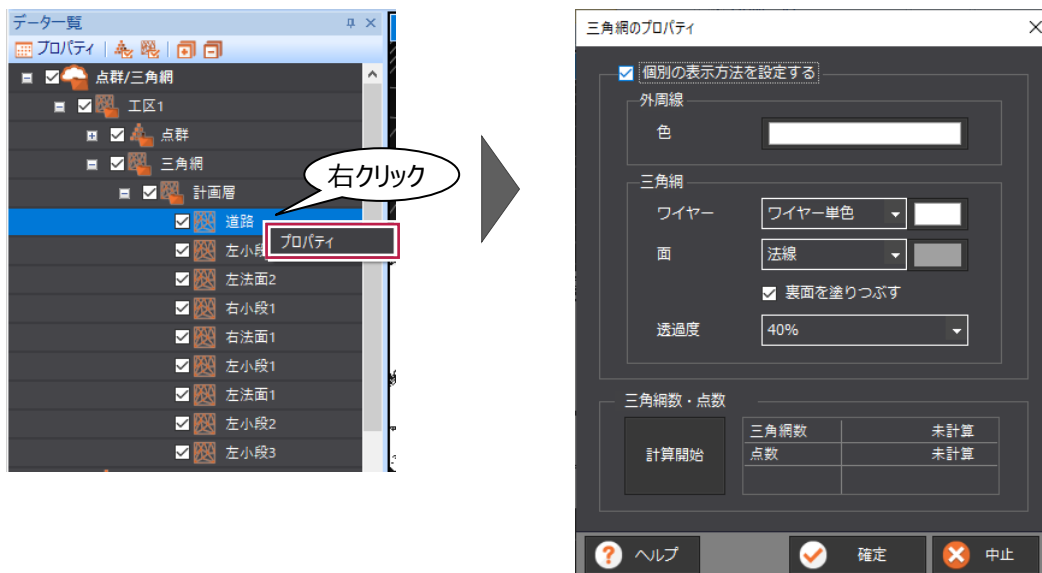 データ一覧
プロパティ
点群/三角網
工区1
点群
三角網
計画層
道路
左小段
左法面2
右小段1
右法面1
左小段1
左法面1
左小段2
左小段3
右クリック
プロパティ
三角網のプロパティ
個別の表示方法を設定する
外周線
色
三角網
ワイヤー ワイヤー単色
面 法線
裏面を塗りつぶす
透過度 40%
三角網数・点数
計算開始
三角網数 未計算
点数 未計算
ヘルプ 確定 中止